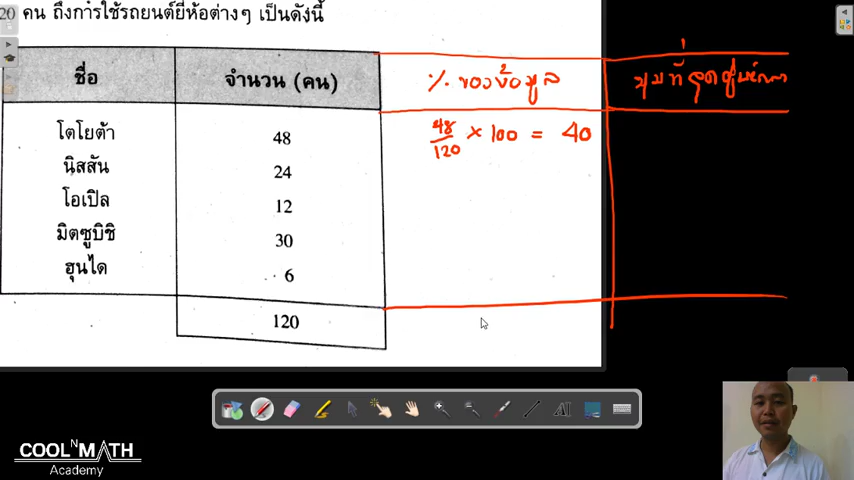 20 คน ถึงการใช้รถยนต์ยี่ห้อต่างๆ เป็นดังนี้
ชื่อ จำนวน (คน) % ของข้อมูล มุมที่จุดศูนย์กลาง
โตโยต้า 48 48/120 × 100 = 40
นิสสัน 24
โอเปิล 12
มิตซูบิชิ 30
ฮุนได 6
120
COOL N MATH
Academy